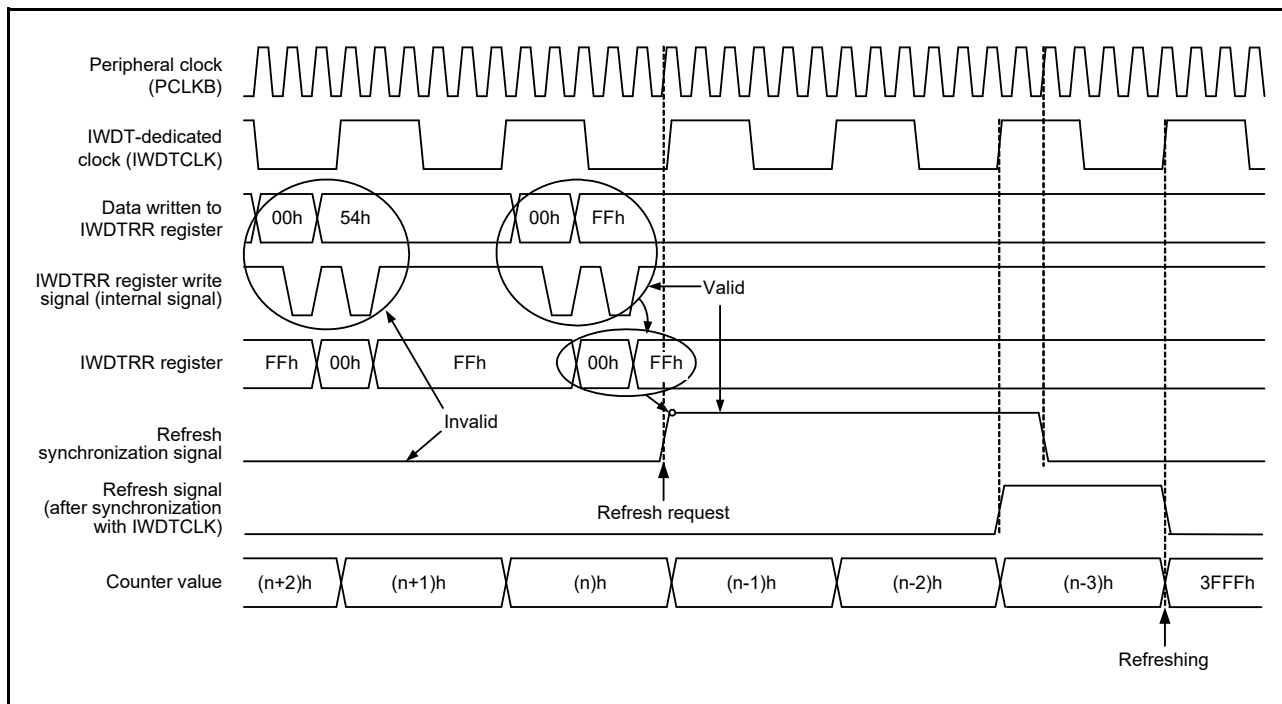 Peripheral clock
(PCLKB)
IWDT-dedicated
clock (IWDTCLK)
Data written to
IWDTRR register
00h
54h
00h
FFh
IWDTRR register write
signal (internal signal)
Valid
IWDTRR register
FFh
00h
FFh
00h
FFh
Invalid
Refresh
synchronization signal
Refresh request
Refresh signal
(after synchronization
with IWDTCLK)
Counter value
(n+2)h
(n+1)h
(n)h
(n-1)h
(n-2)h
(n-3)h
3FFFh
Refreshing